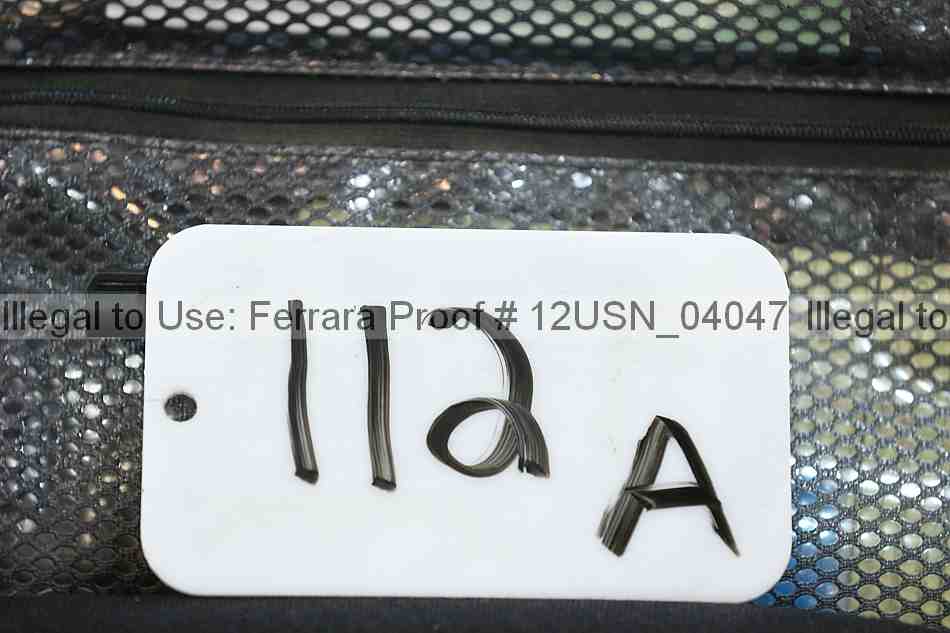 Illegal to Use: Ferrara Proof # 12USN_04047 Illegal to
112
A